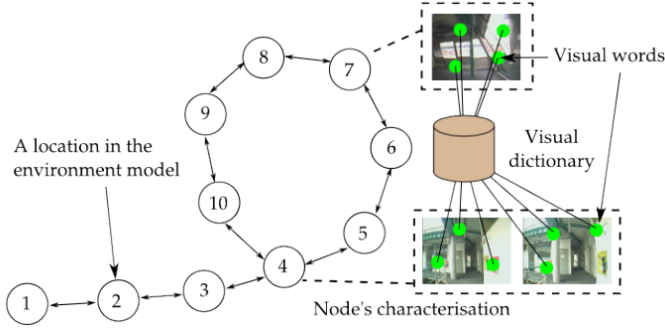 8
7
Visual words
9
A location in the
environment model
6
Visual
dictionary
10
5
4
3
2
1
Node's characterisation